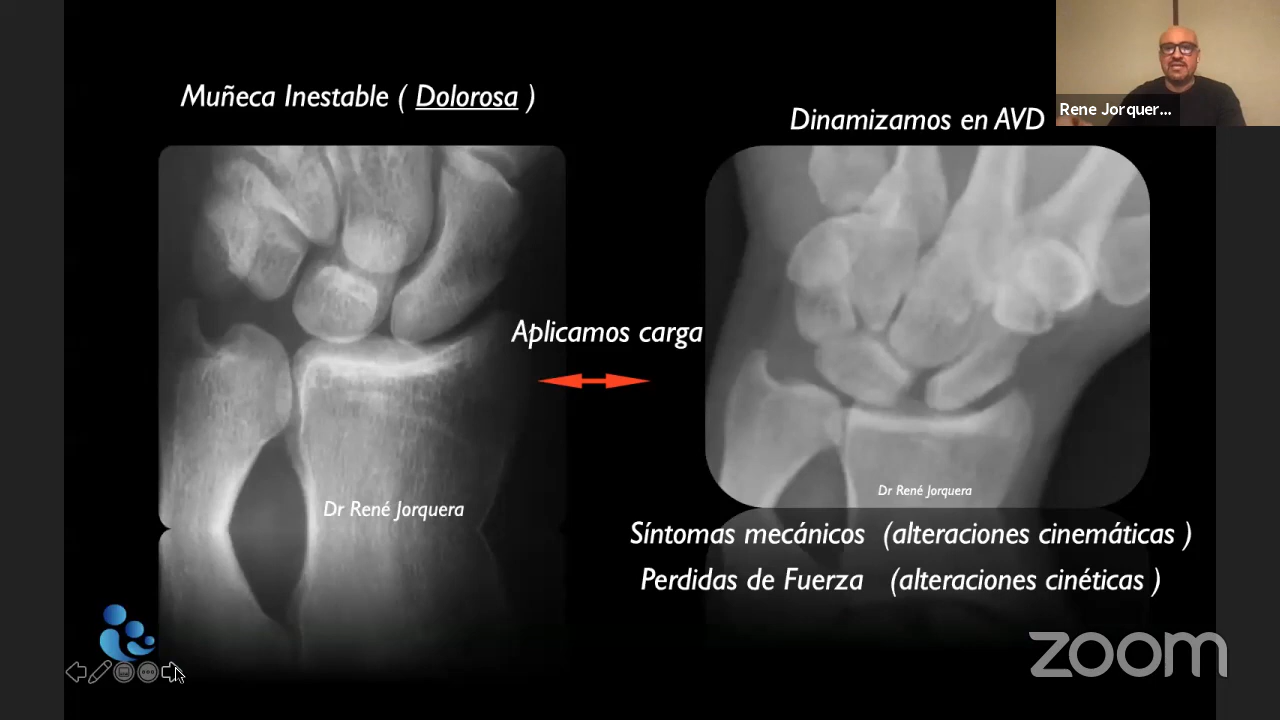 Muñeca Inestable ( Dolorosa )
Rene Jorquer...
Dinamizamos en AVD
Aplicamos carga
Dr René Jorquera
Dr René Jorquera
Síntomas mecánicos (alteraciones cinemáticas )
Perdidas de Fuerza (alteraciones cinéticas )
zoom